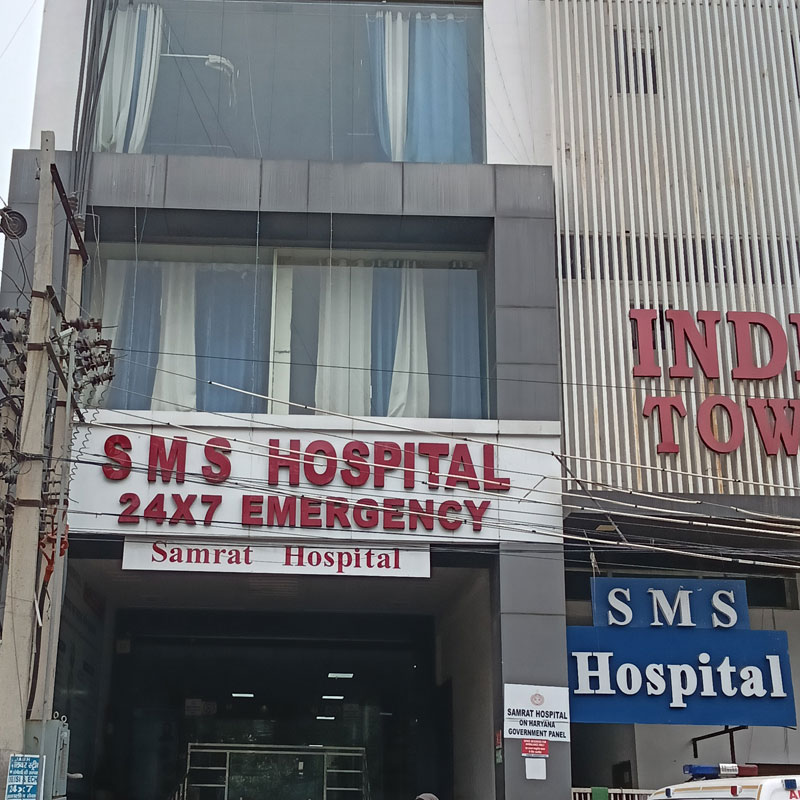 SMS HOSPITAL
24X7 EMERGENCY
Samrat Hospital
IND
TOW
SMS
Hospital
SAMRAT HOSPITAL
ON HARYANA
GOVERNMENT PANEL
24x7